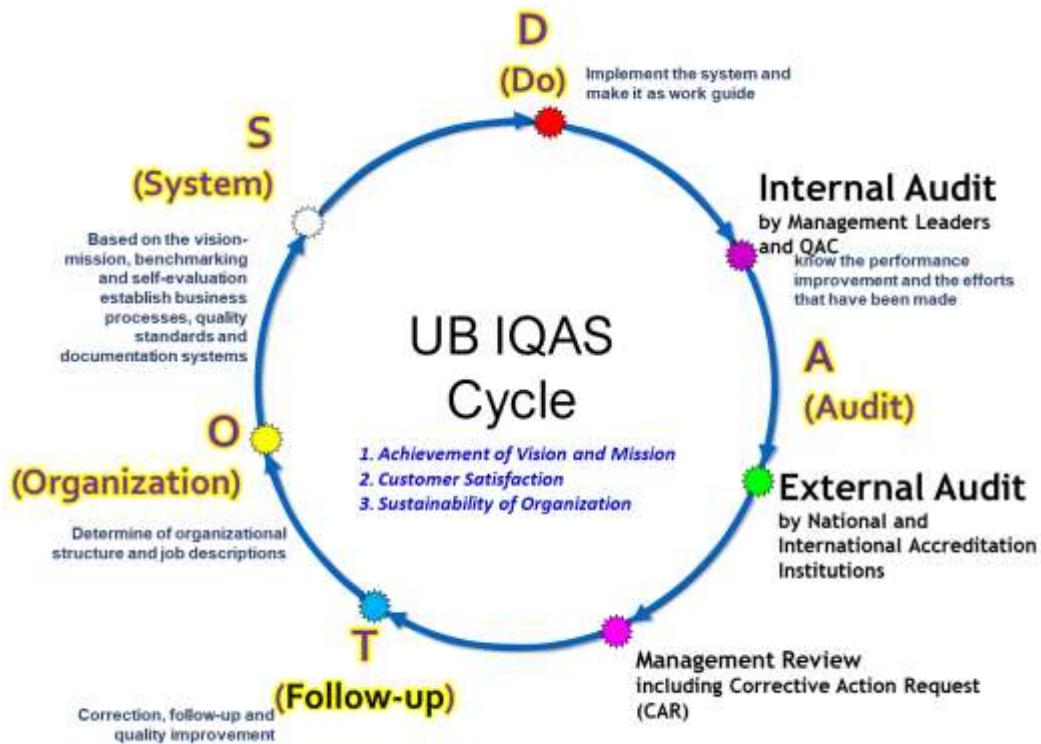 D
(Do)
Implement the system and
make it as work guide
S
(System)
Based on the vision-
mission, benchmarking
and self-evaluation
establish business
processes, quality
standards and
documentation systems
Internal Audit
by Management Leaders
and QAC
know the performance
improvement and the efforts
that have been made
UB IQAS
Cycle
1. Achievement of Vision and Mission
2. Customer Satisfaction
3. Sustainability of Organization
A
(Audit)
O
(Organization)
Determine of organizational
structure and job descriptions
External Audit
by National and
International Accreditation
Institutions
T
(Follow-up)
Correction, follow-up and
quality improvement
Management Review
including Corrective Action Request
(CAR)